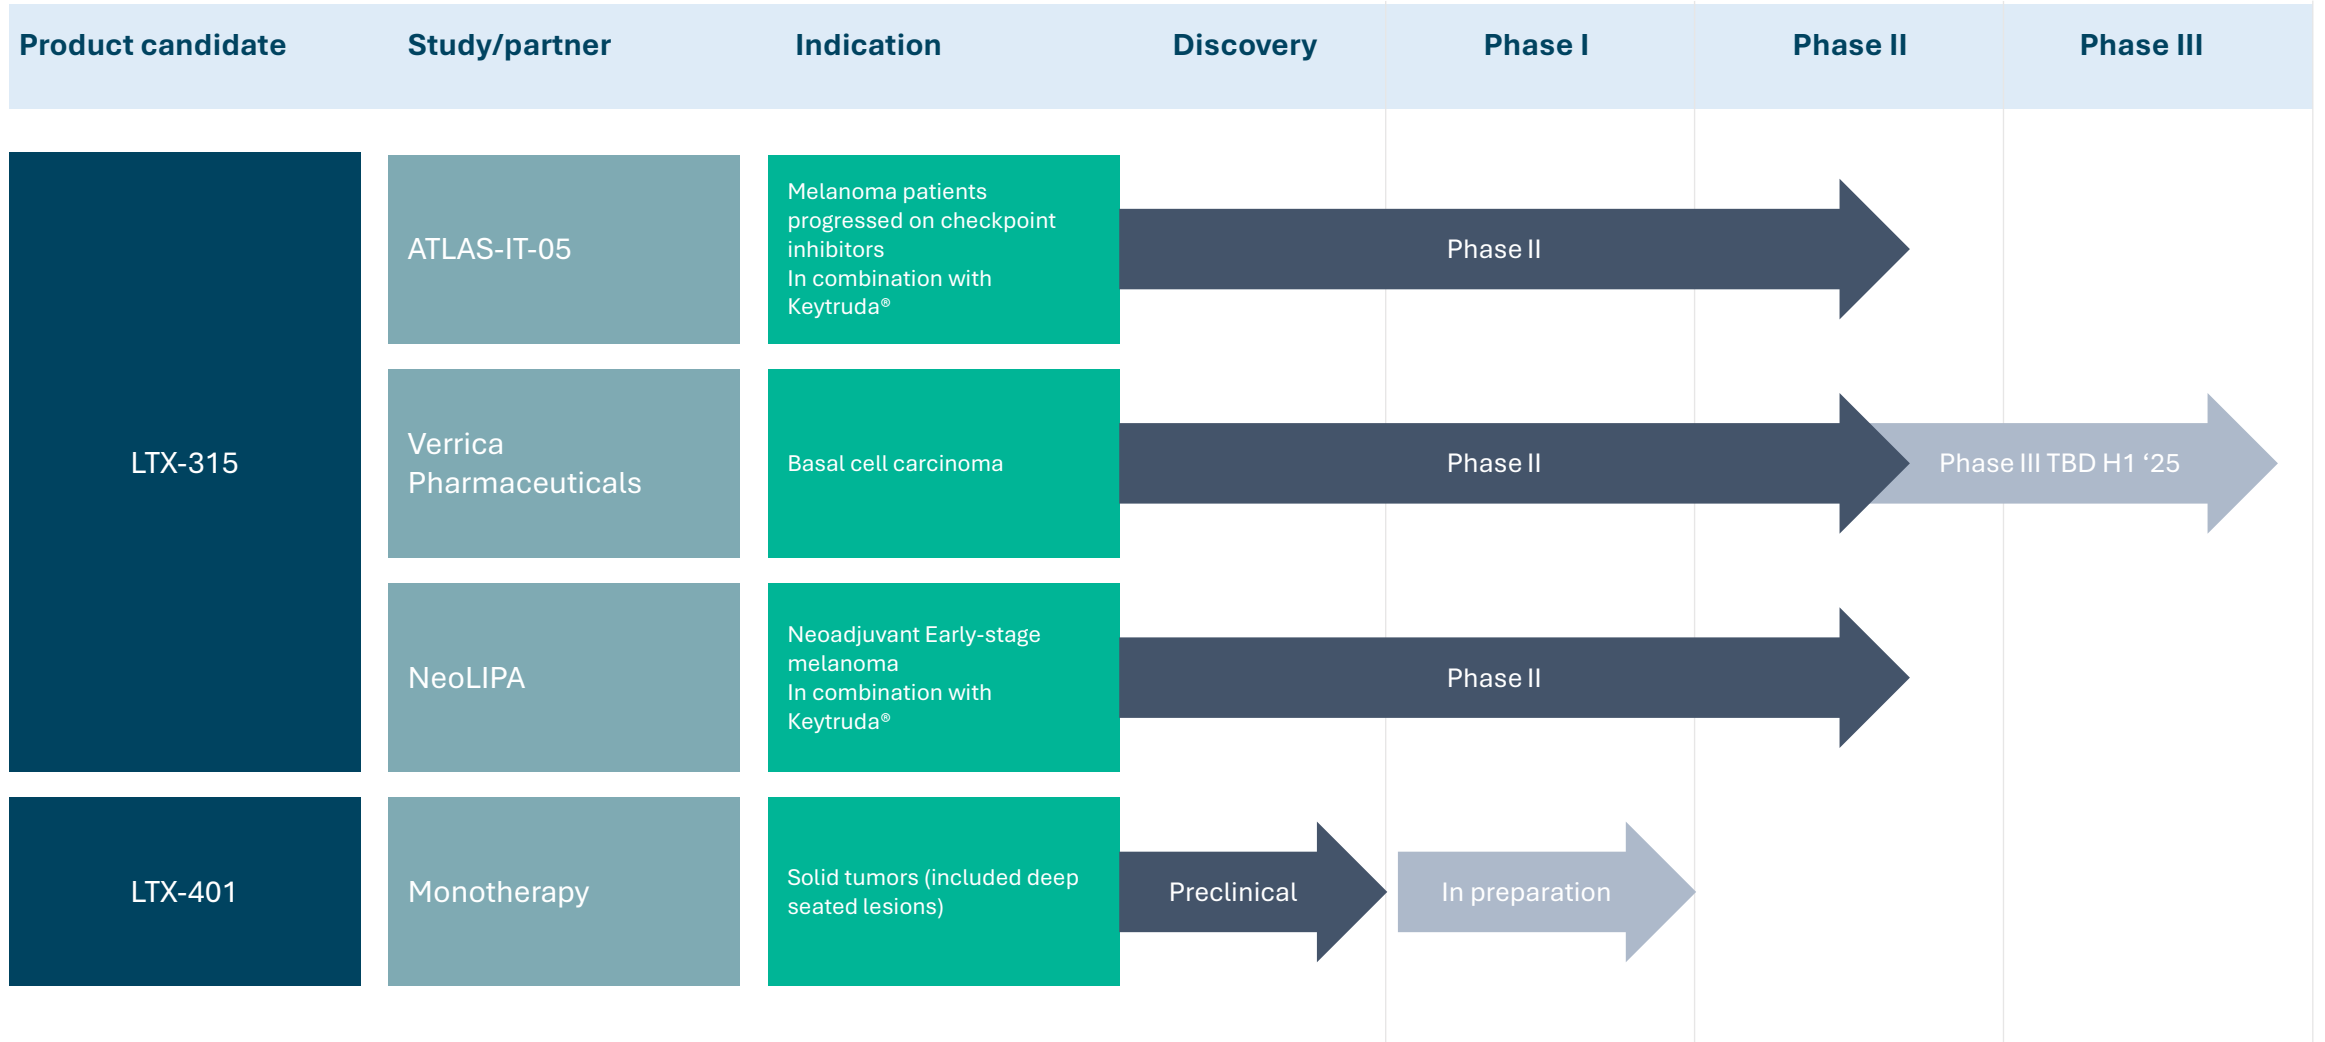 Product candidate
Study/partner
Indication
Discovery
Phase I
Phase II
Phase III
LTX-315
ATLAS-IT-05
Melanoma patients
progressed on checkpoint
inhibitors
In combination with
Keytruda®
Phase II
Verrica
Pharmaceuticals
Basal cell carcinoma
Phase II
Phase III TBD H1 ‘25
NeoLIPA
Neoadjuvant Early-stage
melanoma
In combination with
Keytruda®
Phase II
LTX-401
Monotherapy
Solid tumors (included deep
seated lesions)
Preclinical
In preparation